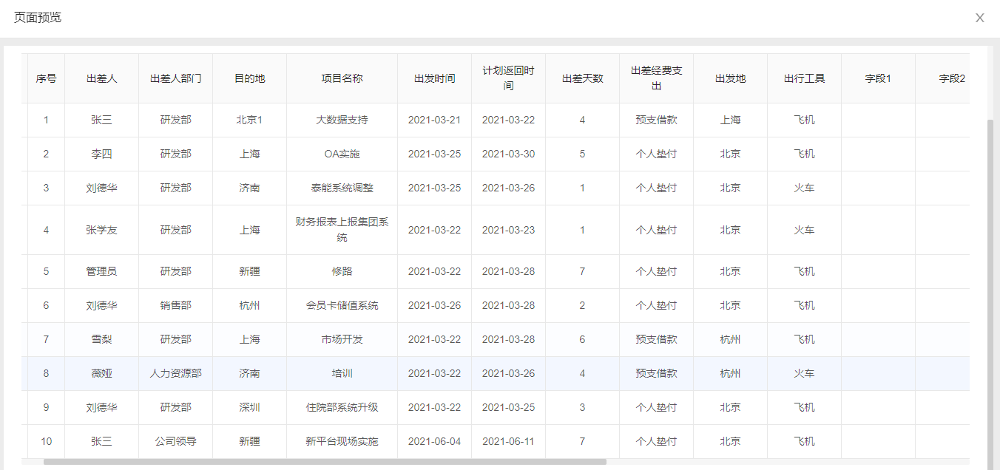 页面预览
序号 出差人 出差人部门 目的地 项目名称 出发时间 计划返回时间 出差天数 出差经费支出 出发地 出行工具 字段1 字段2
1 张三 研发部 北京1 大数据支持 2021-03-21 2021-03-22 4 预支借款 上海 飞机
2 李四 研发部 上海 OA实施 2021-03-25 2021-03-30 5 个人垫付 北京 飞机
3 刘德华 研发部 济南 泰能系统调整 2021-03-25 2021-03-26 1 个人垫付 北京 火车
4 张学友 研发部 上海 财务报表上报集团系统 2021-03-22 2021-03-23 1 个人垫付 北京 火车
5 管理员 研发部 新疆 修路 2021-03-22 2021-03-28 7 个人垫付 北京 飞机
6 刘德华 销售部 杭州 会员卡储值系统 2021-03-26 2021-03-28 2 个人垫付 北京 飞机
7 雪梨 研发部 上海 市场开发 2021-03-22 2021-03-28 6 预支借款 杭州 飞机
8 薇娅 人力资源部 济南 培训 2021-03-22 2021-03-26 4 预支借款 杭州 火车
9 刘德华 研发部 深圳 住院部系统升级 2021-03-22 2021-03-25 3 个人垫付 北京 飞机
10 张三 公司领导 新疆 新平台现场实施 2021-06-04 2021-06-11 7 个人垫付 北京 飞机